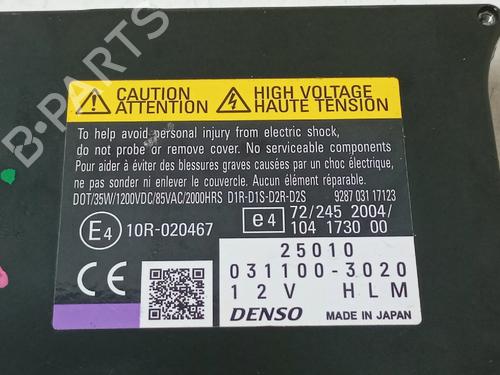 CAUTION
ATTENTION
HIGH VOLTAGE
HAUTE TENSION
To help avoid personal injury from electric shock,
do not probe or remove cover. No serviceable components
Pour aider à éviter des blessures graves causées par un choc électrique,
ne pas sonder ni enlever le couvercle. Aucun élément réparable.
DOT/35W/1200VDC/85VAC/2000HRS D1R-D1S-D2R-D2S 9287 031 17123
E4 10R-020467
e4 72/245 2004/
104 1730 00
CE
25010
031100-3020
12V HLM
DENSO MADE IN JAPAN
B-PARTS